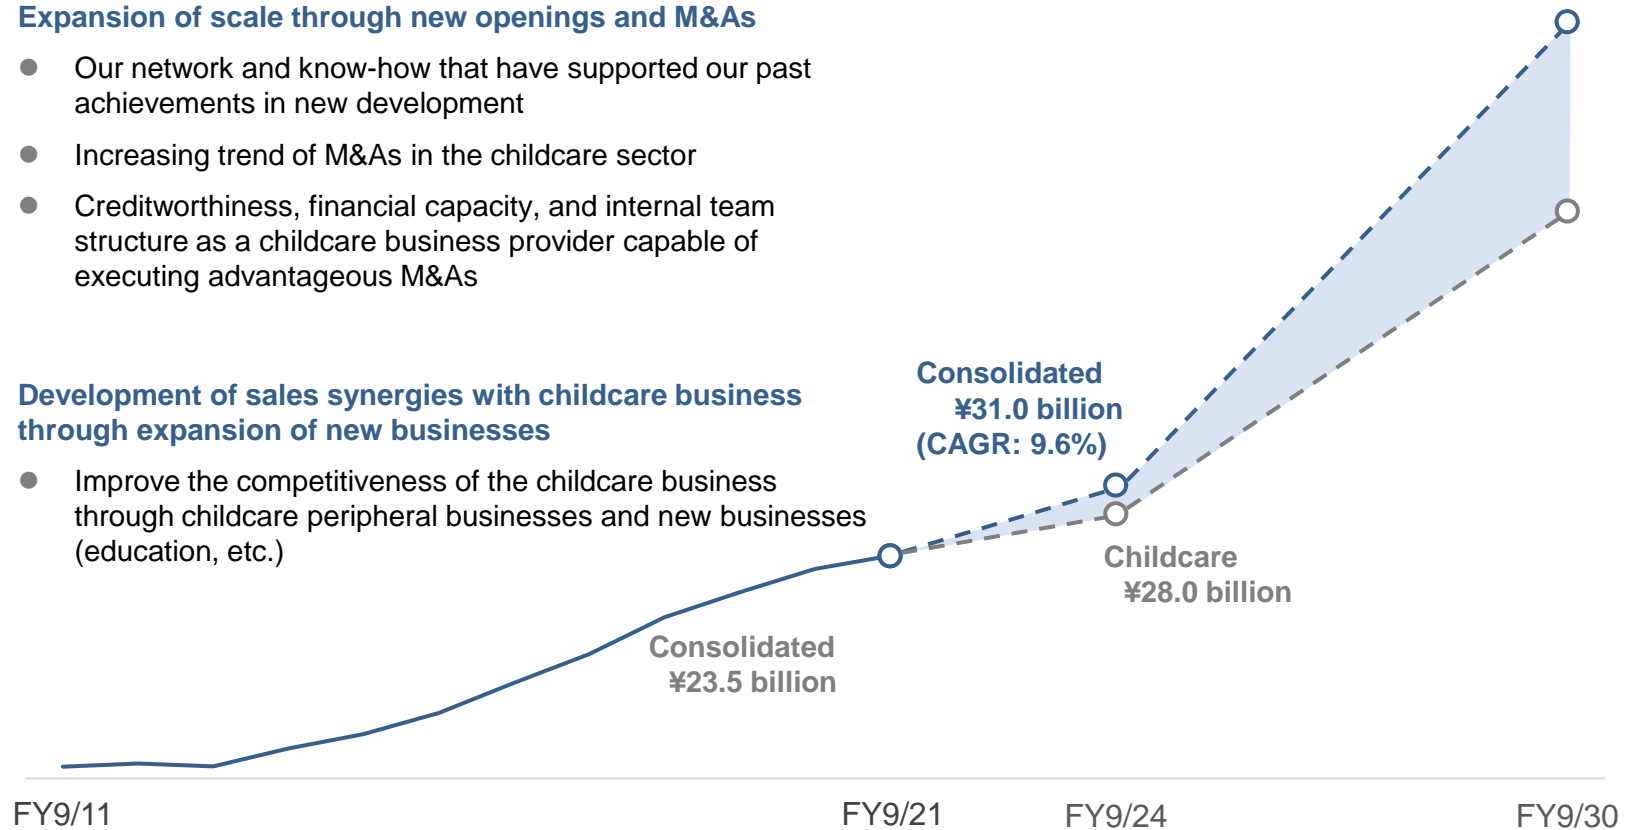 Expansion of scale through new openings and M&As
● Our network and know-how that have supported our past
achievements in new development
● Increasing trend of M&As in the childcare sector
● Creditworthiness, financial capacity, and internal team
structure as a childcare business provider capable of
executing advantageous M&As
Development of sales synergies with childcare business
through expansion of new businesses
● Improve the competitiveness of the childcare business
through childcare peripheral businesses and new businesses
(education, etc.)
Consolidated
¥31.0 billion
(CAGR: 9.6%)
Childcare
¥28.0 billion
Consolidated
¥23.5 billion
FY9/11
FY9/21
FY9/24
FY9/30